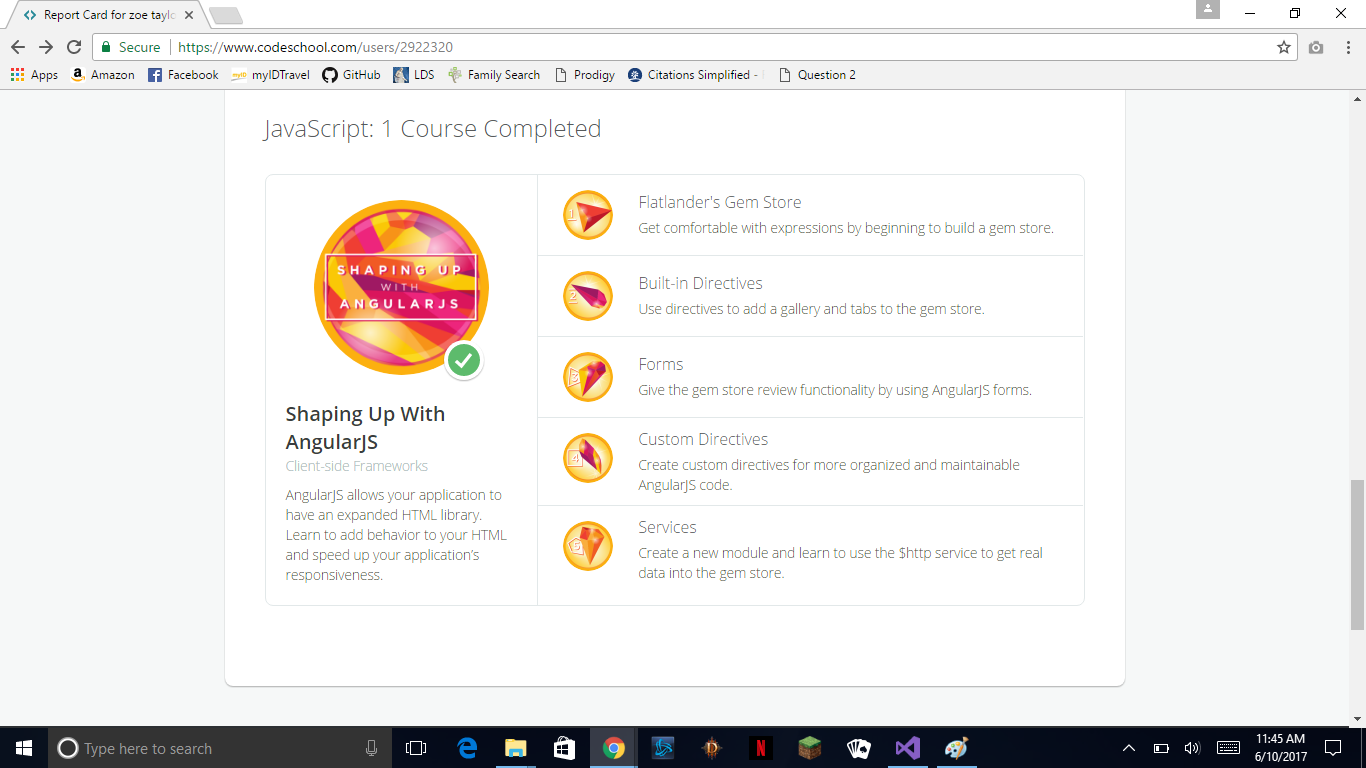 Report Card for zoe taylo
Secure
https://www.codeschool.com/users/2922320
Apps
Amazon
Facebook
myID
myIDTravel
GitHub
LDS
Family Search
Prodigy
Citations Simplified -
Question 2
JavaScript: 1 Course Completed
SHAPING UP
WITH
ANGULARJS
Shaping Up With
AngularJS
Client-side Frameworks
AngularJS allows your application to
have an expanded HTML library.
Learn to add behavior to your HTML
and speed up your application's
responsiveness.
1
Flatlander's Gem Store
Get comfortable with expressions by beginning to build a gem store.
2
Built-in Directives
Use directives to add a gallery and tabs to the gem store.
3
Forms
Give the gem store review functionality by using AngularJS forms.
4
Custom Directives
Create custom directives for more organized and maintainable
AngularJS code.
5
Services
Create a new module and learn to use the $http service to get real
data into the gem store.
Type here to search
11:45 AM
6/10/2017